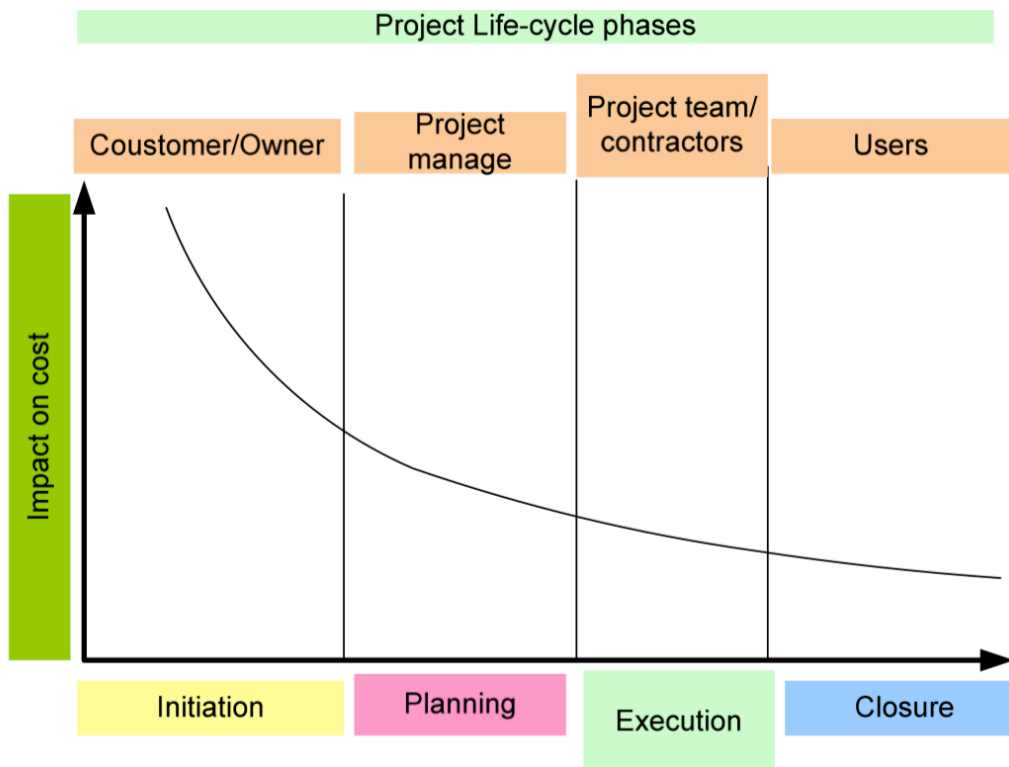 Project Life-cycle phases
Coustomer/Owner
Project
manage
Project team/
contractors
Users
Impact on cost
Initiation
Planning
Execution
Closure